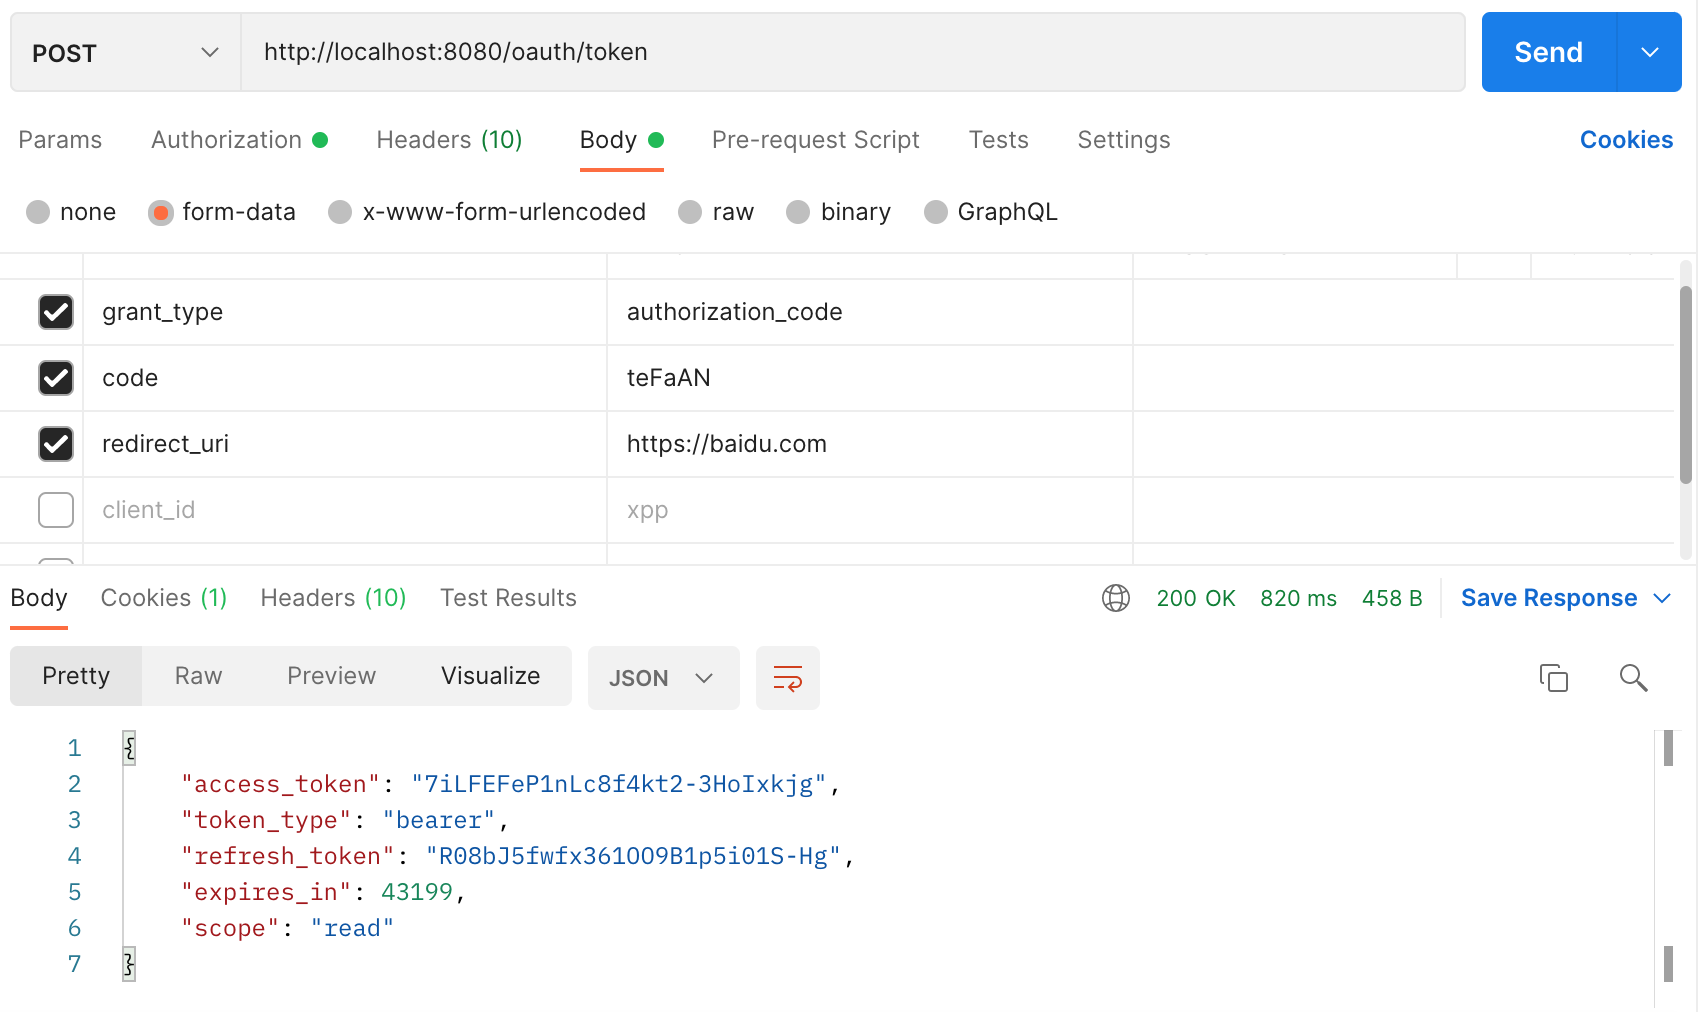 POST http://localhost:8080/oauth/token Send
Params Authorization Headers (10) Body Pre-request Script Tests Settings Cookies
none form-data x-www-form-urlencoded raw binary GraphQL
grant_type authorization_code
code teFaAN
redirect_uri https://baidu.com
client_id xpp
Body Cookies (1) Headers (10) Test Results 200 OK 820 ms 458 B Save Response
Pretty Raw Preview Visualize JSON
1 {
2 "access_token": "7iLFEFeP1nLc8f4kt2-3HoIxkjg",
3 "token_type": "bearer",
4 "refresh_token": "R08bJ5fwfx361OO9B1p5i01S-Hg",
5 "expires_in": 43199,
6 "scope": "read"
7 }